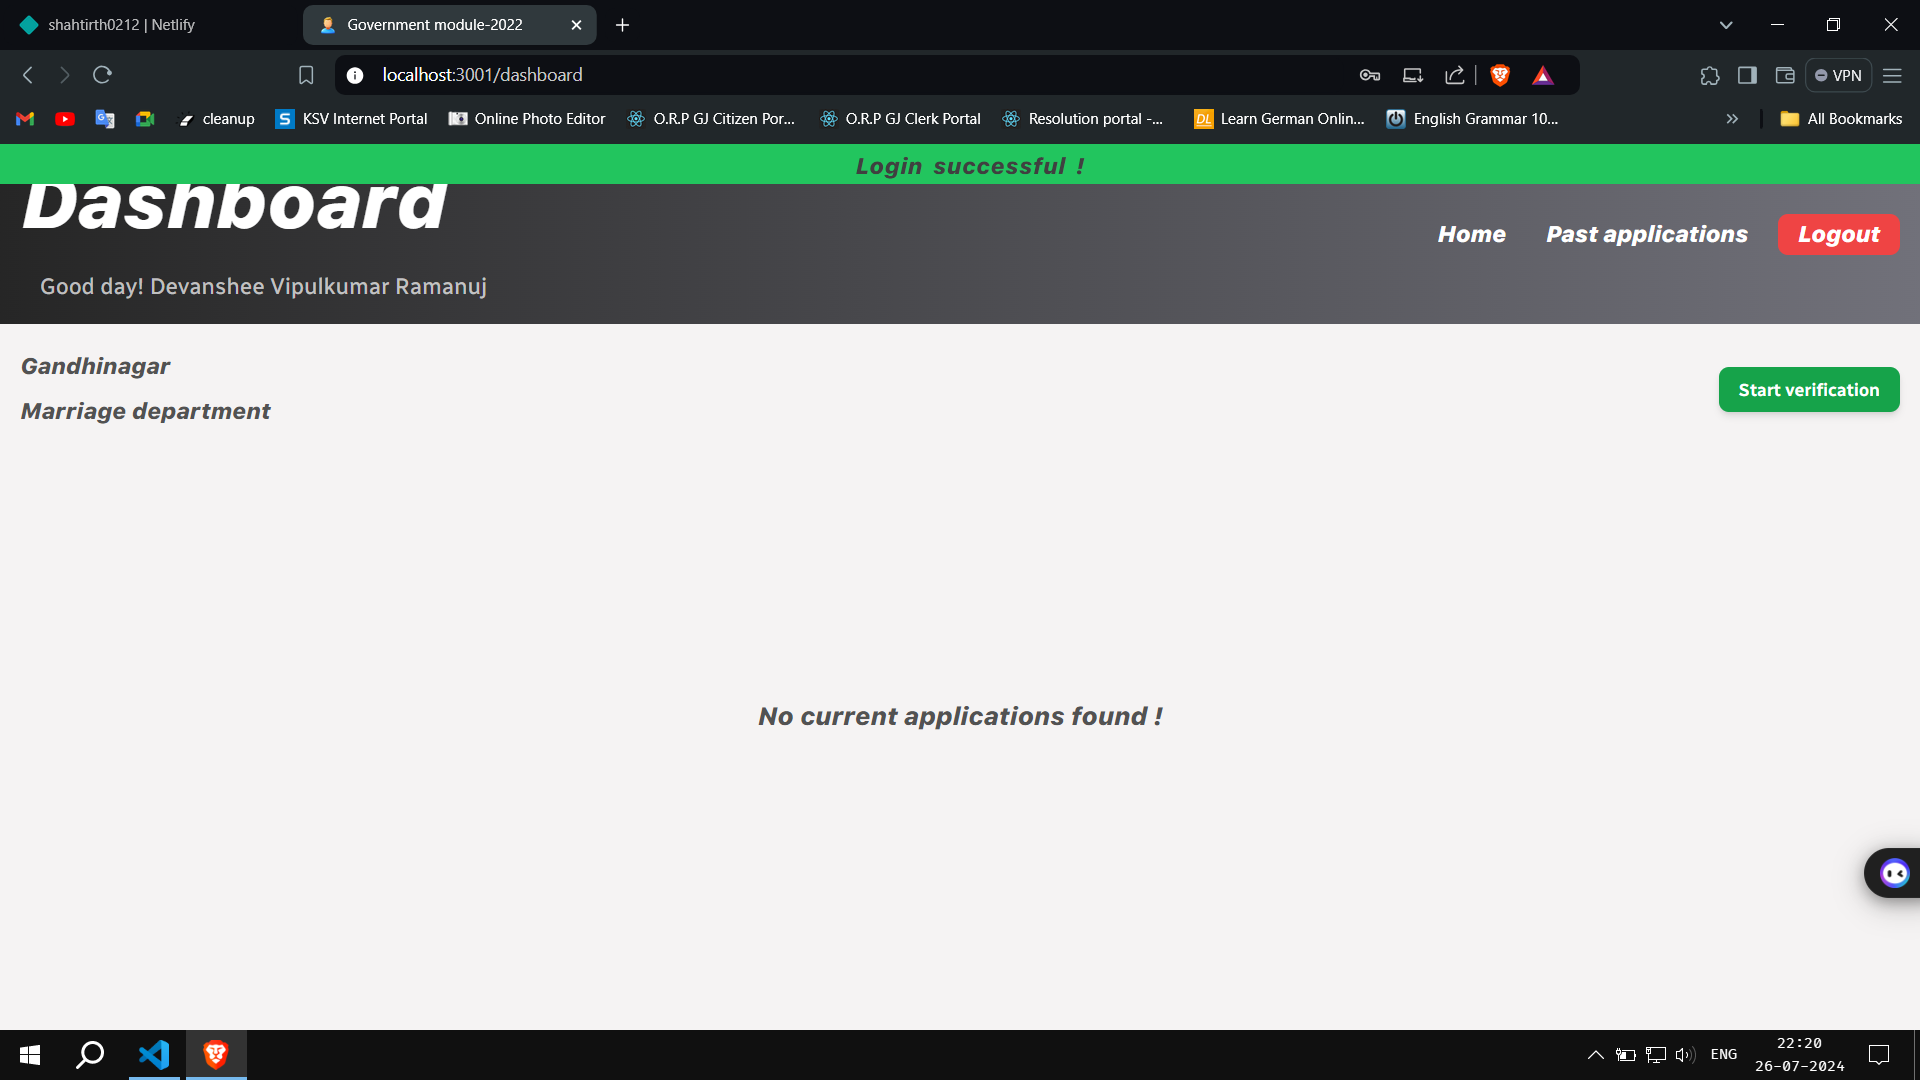 shahtirth0212 | Netlify
Government module-2022
localhost:3001/dashboard
VPN
cleanup
KSV Internet Portal
Online Photo Editor
O.R.P GJ Citizen Por...
O.R.P GJ Clerk Portal
Resolution portal -...
DL
Learn German Onlin...
English Grammar 10...
All Bookmarks
Login successful !
Dashboard
Home
Past applications
Logout
Good day! Devanshee Vipulkumar Ramanuj
Gandhinagar
Marriage department
Start verification
No current applications found !
ENG
22:20
26-07-2024